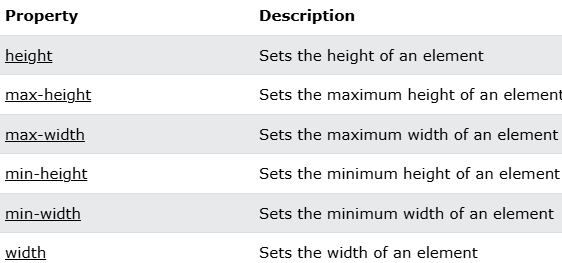 Property Description
height Sets the height of an element
max-height Sets the maximum height of an element
max-width Sets the maximum width of an element
min-height Sets the minimum height of an element
min-width Sets the minimum width of an element
width Sets the width of an element